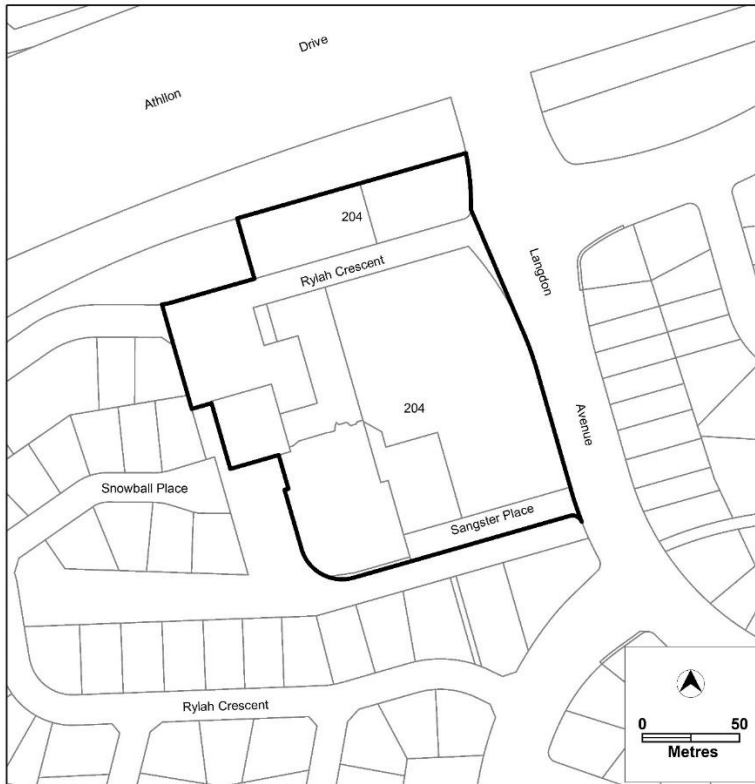 Drive
Athllon
204
Rylah Crescent
Langdon
204
Avenue
Snowball Place
Sangster Place
Rylah Crescent
0 50
Metres